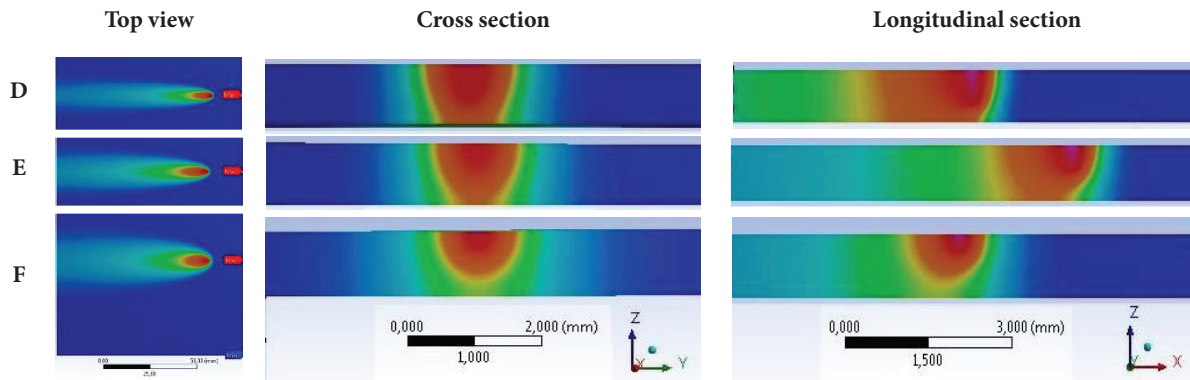 Top view Cross section Longitudinal section
D
E
F
0,000 2,000 (mm)
1,000
Z
X Y
0,000 3,000 (mm)
1,500
Z
Y X